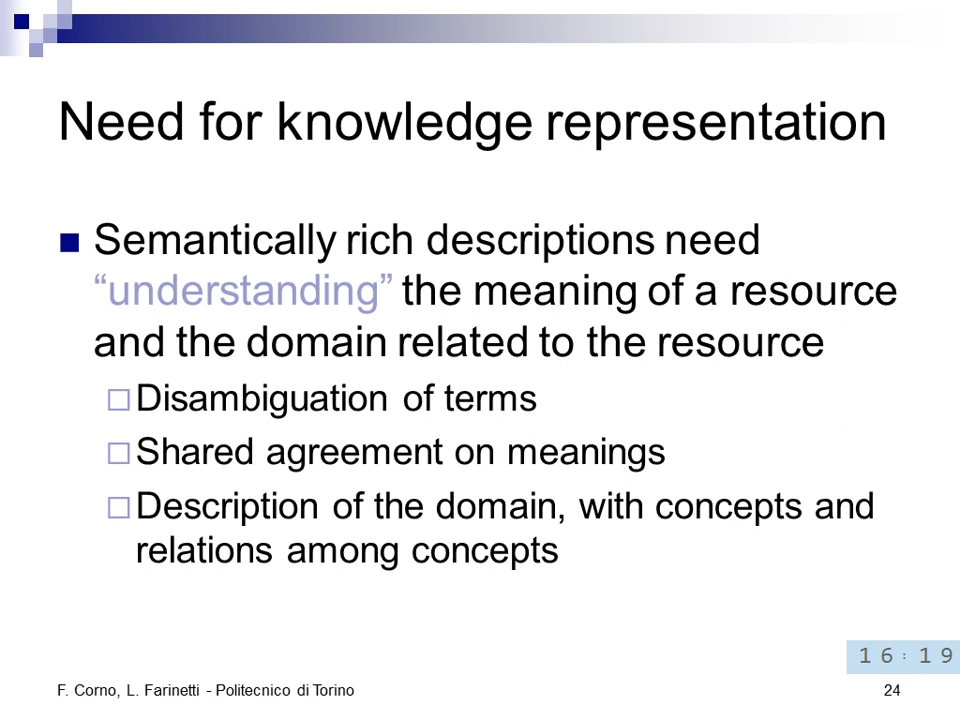 Need for knowledge representation
Semantically rich descriptions need
“understanding” the meaning of a resource
and the domain related to the resource
Disambiguation of terms
Shared agreement on meanings
Description of the domain, with concepts and
relations among concepts
16:19
F. Corno, L. Farinetti - Politecnico di Torino
24